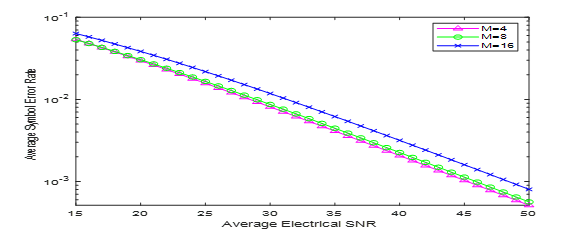 10^-1
10^-2
10^-3
Average Symbol Error Rate
M=4
M=8
M=16
15 20 25 30 35 40 45 50
Average Electrical SNR